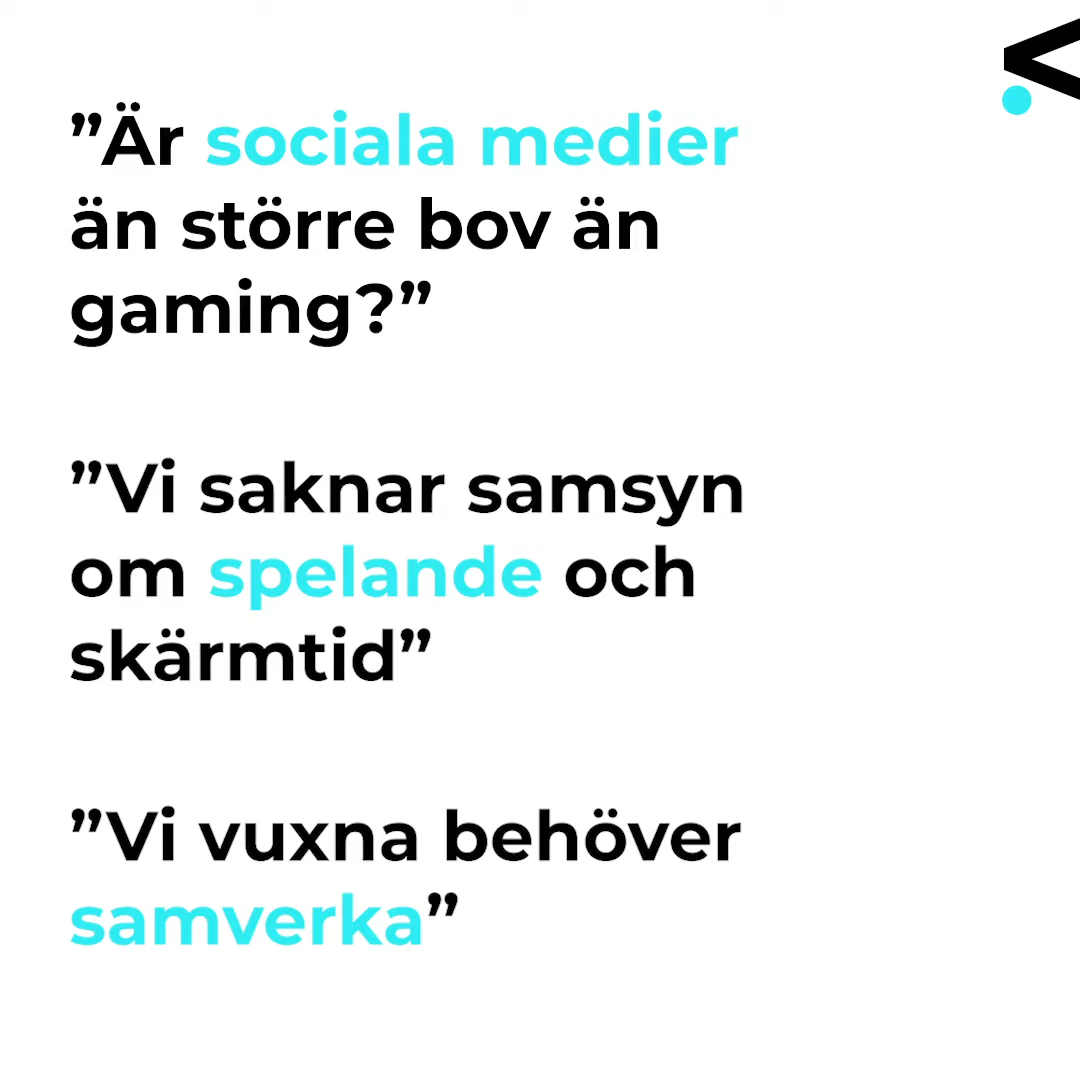 ”Är sociala medier
än större bov än
gaming?”
”Vi saknar samsyn
om spelande och
skärmtid”
”Vi vuxna behöver
samverka”